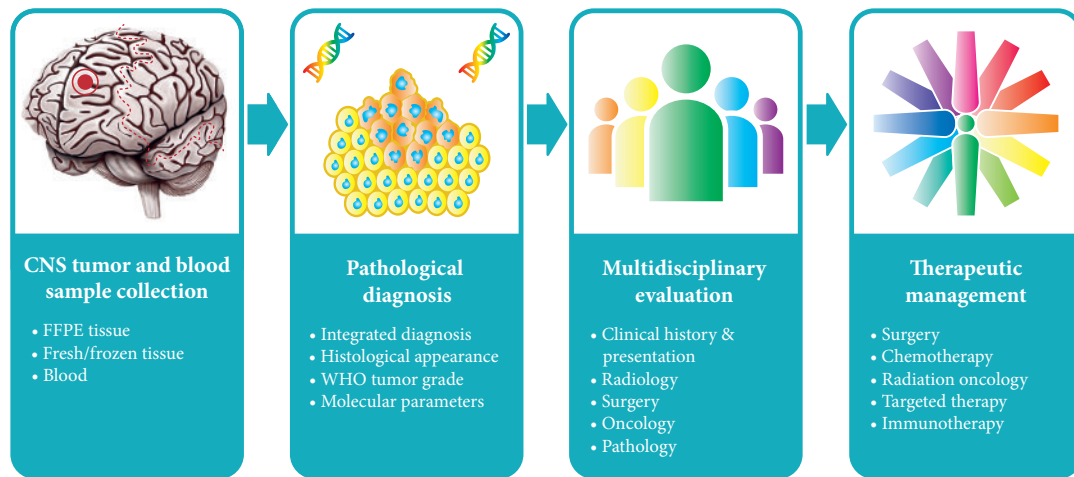 CNS tumor and blood
sample collection
• FFPE tissue
• Fresh/frozen tissue
• Blood
Pathological
diagnosis
• Integrated diagnosis
• Histological appearance
• WHO tumor grade
• Molecular parameters
Multidisciplinary
evaluation
• Clinical history &
presentation
• Radiology
• Surgery
• Oncology
• Pathology
Therapeutic
management
• Surgery
• Chemotherapy
• Radiation oncology
• Targeted therapy
• Immunotherapy